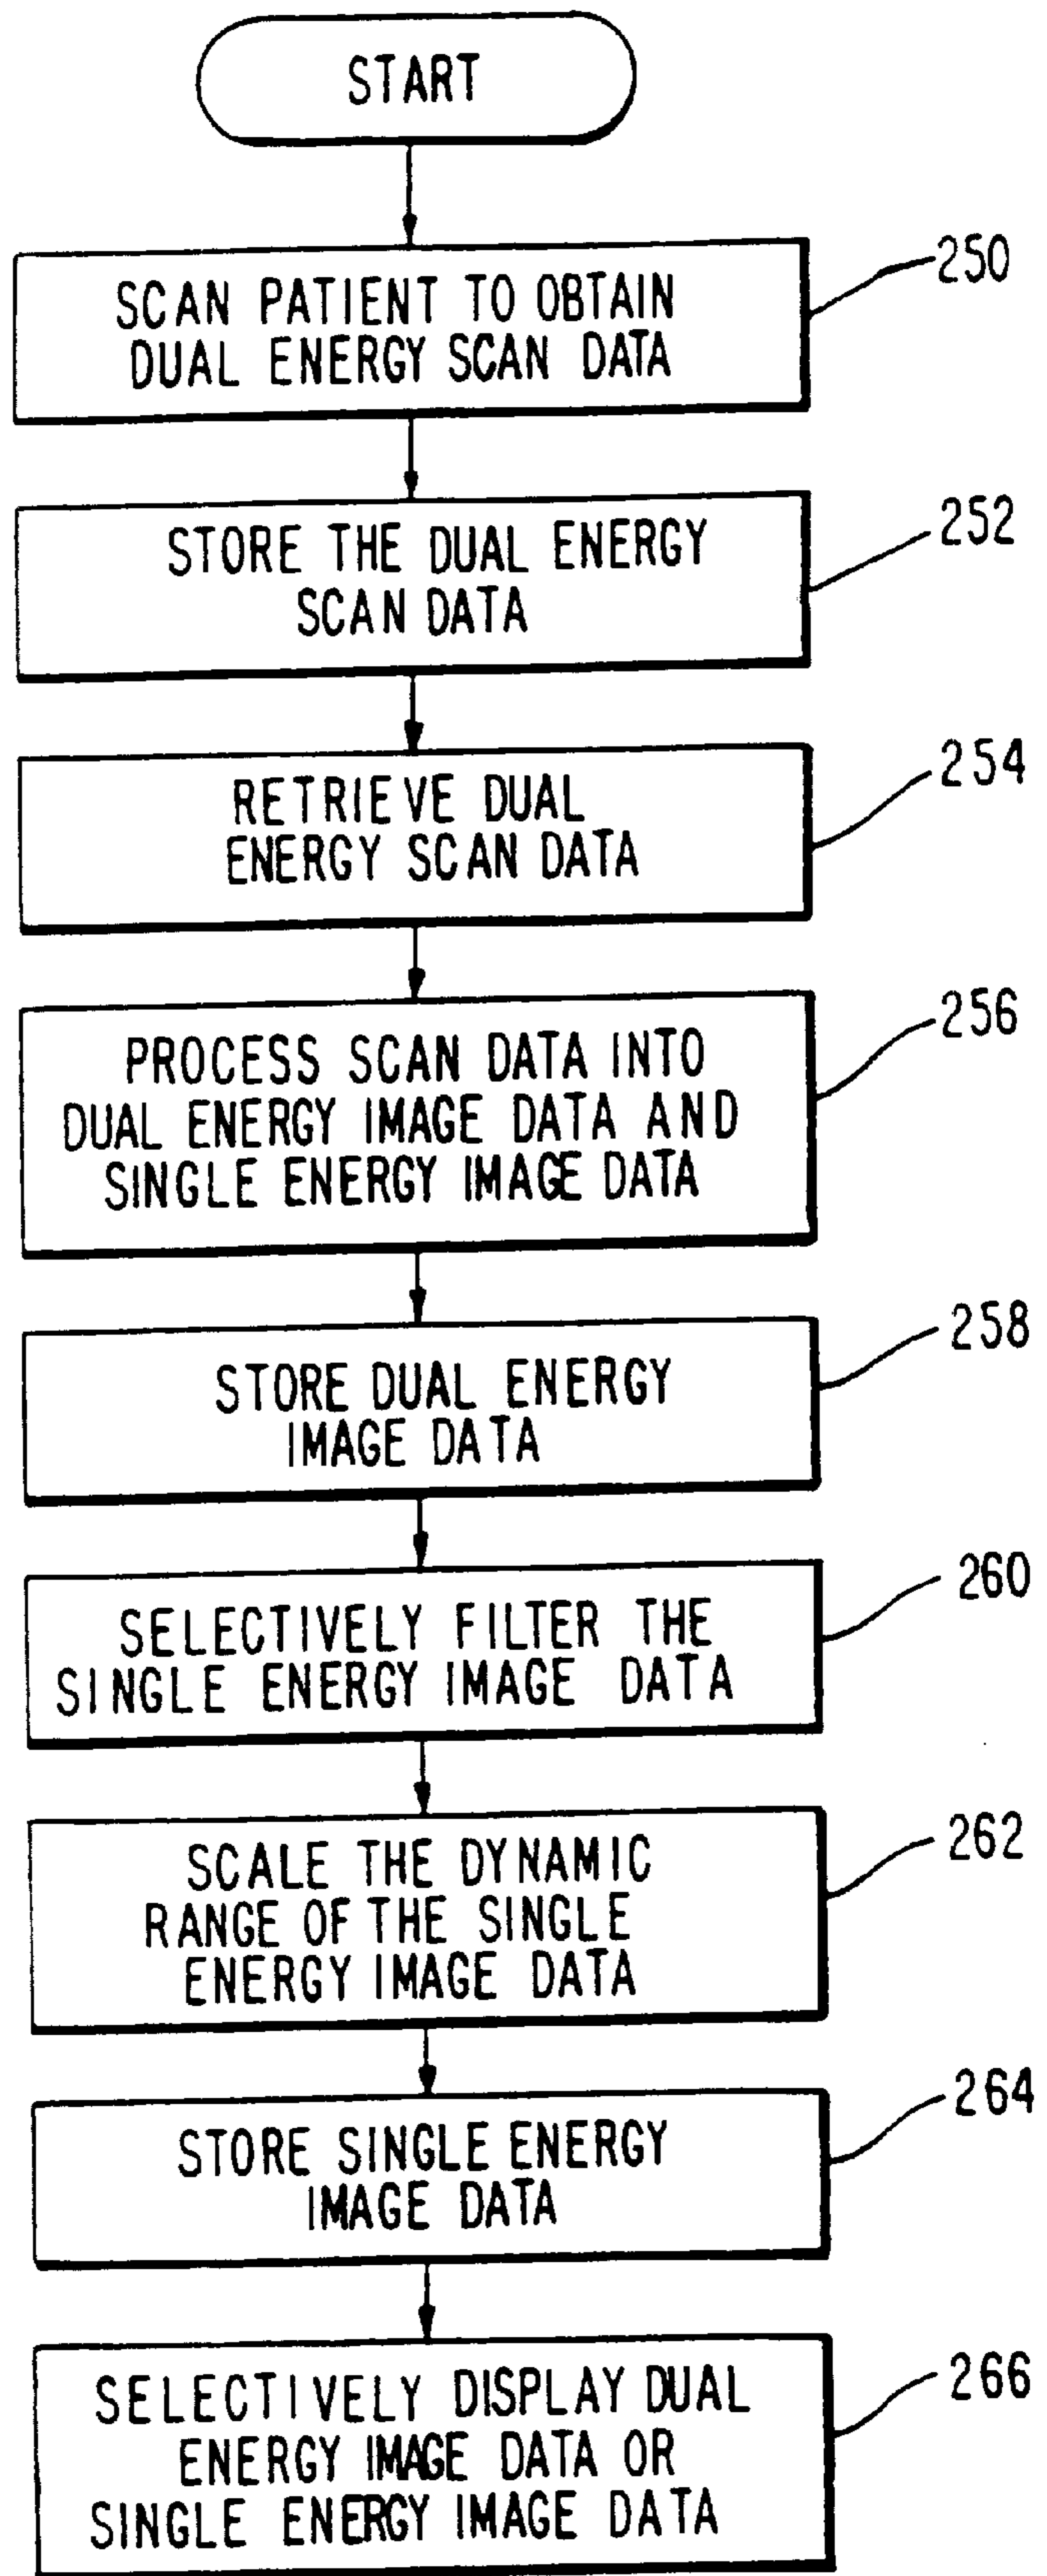 START
250
SCAN PATIENT TO OBTAIN
DUAL ENERGY SCAN DATA
252
STORE THE DUAL ENERGY
SCAN DATA
254
RETRIEVE DUAL
ENERGY SCAN DATA
256
PROCESS SCAN DATA INTO
DUAL ENERGY IMAGE DATA AND
SINGLE ENERGY IMAGE DATA
258
STORE DUAL ENERGY
IMAGE DATA
260
SELECTIVELY FILTER THE
SINGLE ENERGY IMAGE DATA
262
SCALE THE DYNAMIC
RANGE OF THE SINGLE
ENERGY IMAGE DATA
264
STORE SINGLE ENERGY
IMAGE DATA
266
SELECTIVELY DISPLAY DUAL
ENERGY IMAGE DATA OR
SINGLE ENERGY IMAGE DATA